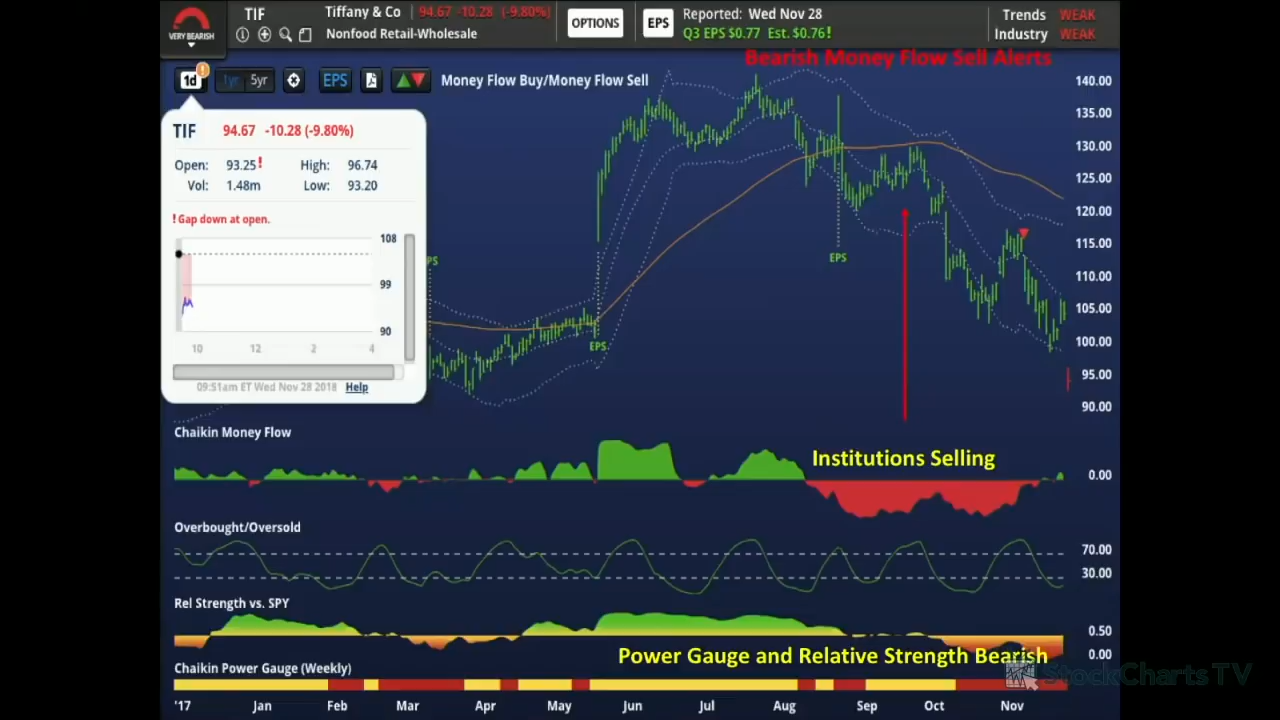 VERY BEARISH
TIF
Tiffany & Co
94.67 -10.28 (-9.80%)
Nonfood Retail-Wholesale
OPTIONS
EPS
Reported: Wed Nov 28
Q3 EPS $0.77 Est. $0.76!
Trends WEAK
Industry WEAK
Bearish Money Flow Sell Alerts
1d
1yr
5yr
EPS
Money Flow Buy/Money Flow Sell
TIF 94.67 -10.28 (-9.80%)
Open: 93.25! High: 96.74
Vol: 1.48m Low: 93.20
!Gap down at open.
108
99
90
10 12 2 4
09:51am ET Wed Nov 28 2018 Help
140.00
135.00
130.00
125.00
120.00
115.00
110.00
105.00
100.00
95.00
90.00
PS
EPS
EPS
Chaikin Money Flow
Institutions Selling
0.00
Overbought/Oversold
70.00
30.00
Rel Strength vs. SPY
0.50
0.00
Power Gauge and Relative Strength Bearish
Chaikin Power Gauge (Weekly)
StockChartsTV
'17 Jan Feb Mar Apr May Jun Jul Aug Sep Oct Nov